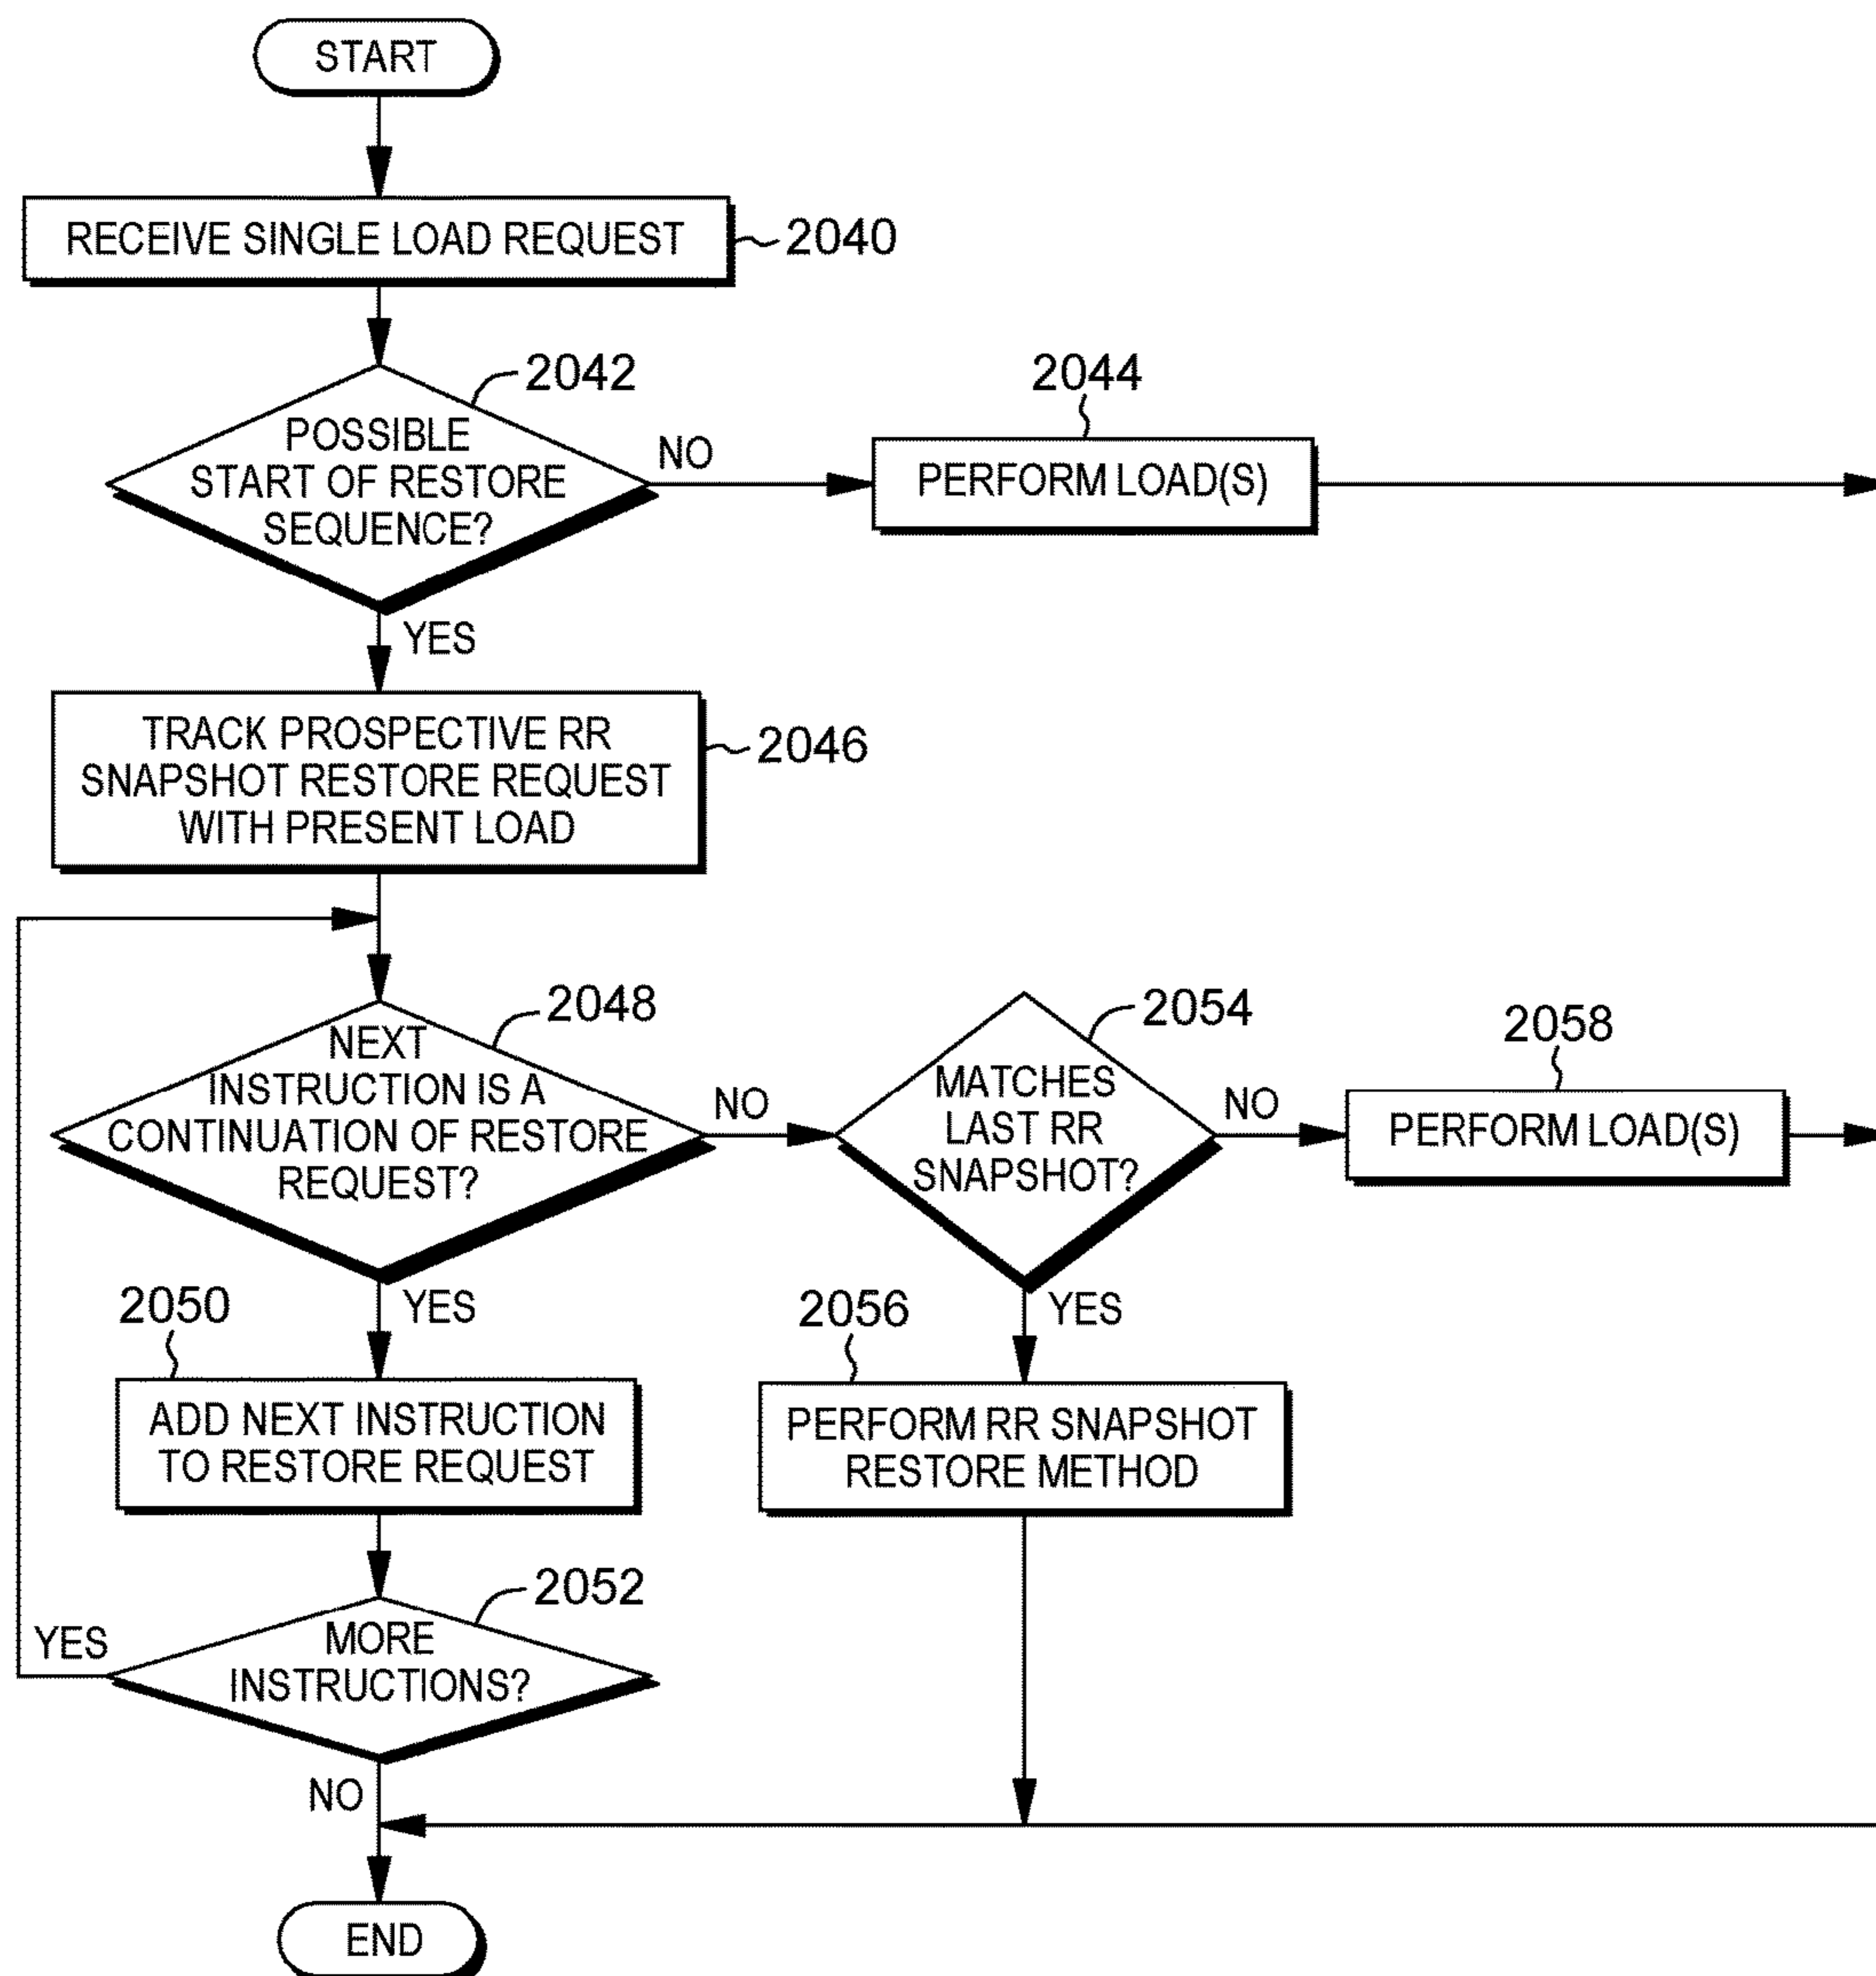 START
RECEIVE SINGLE LOAD REQUEST
2040
2042
POSSIBLE
START OF RESTORE
SEQUENCE?
NO
2044
PERFORM LOAD(S)
YES
TRACK PROSPECTIVE RR
SNAPSHOT RESTORE REQUEST
WITH PRESENT LOAD
2046
2048
NEXT
INSTRUCTION IS A
CONTINUATION OF RESTORE
REQUEST?
NO
2054
MATCHES
LAST RR
SNAPSHOT?
NO
2058
PERFORM LOAD(S)
YES
2050
ADD NEXT INSTRUCTION
TO RESTORE REQUEST
YES
2056
PERFORM RR SNAPSHOT
RESTORE METHOD
2052
MORE
INSTRUCTIONS?
YES
NO
END